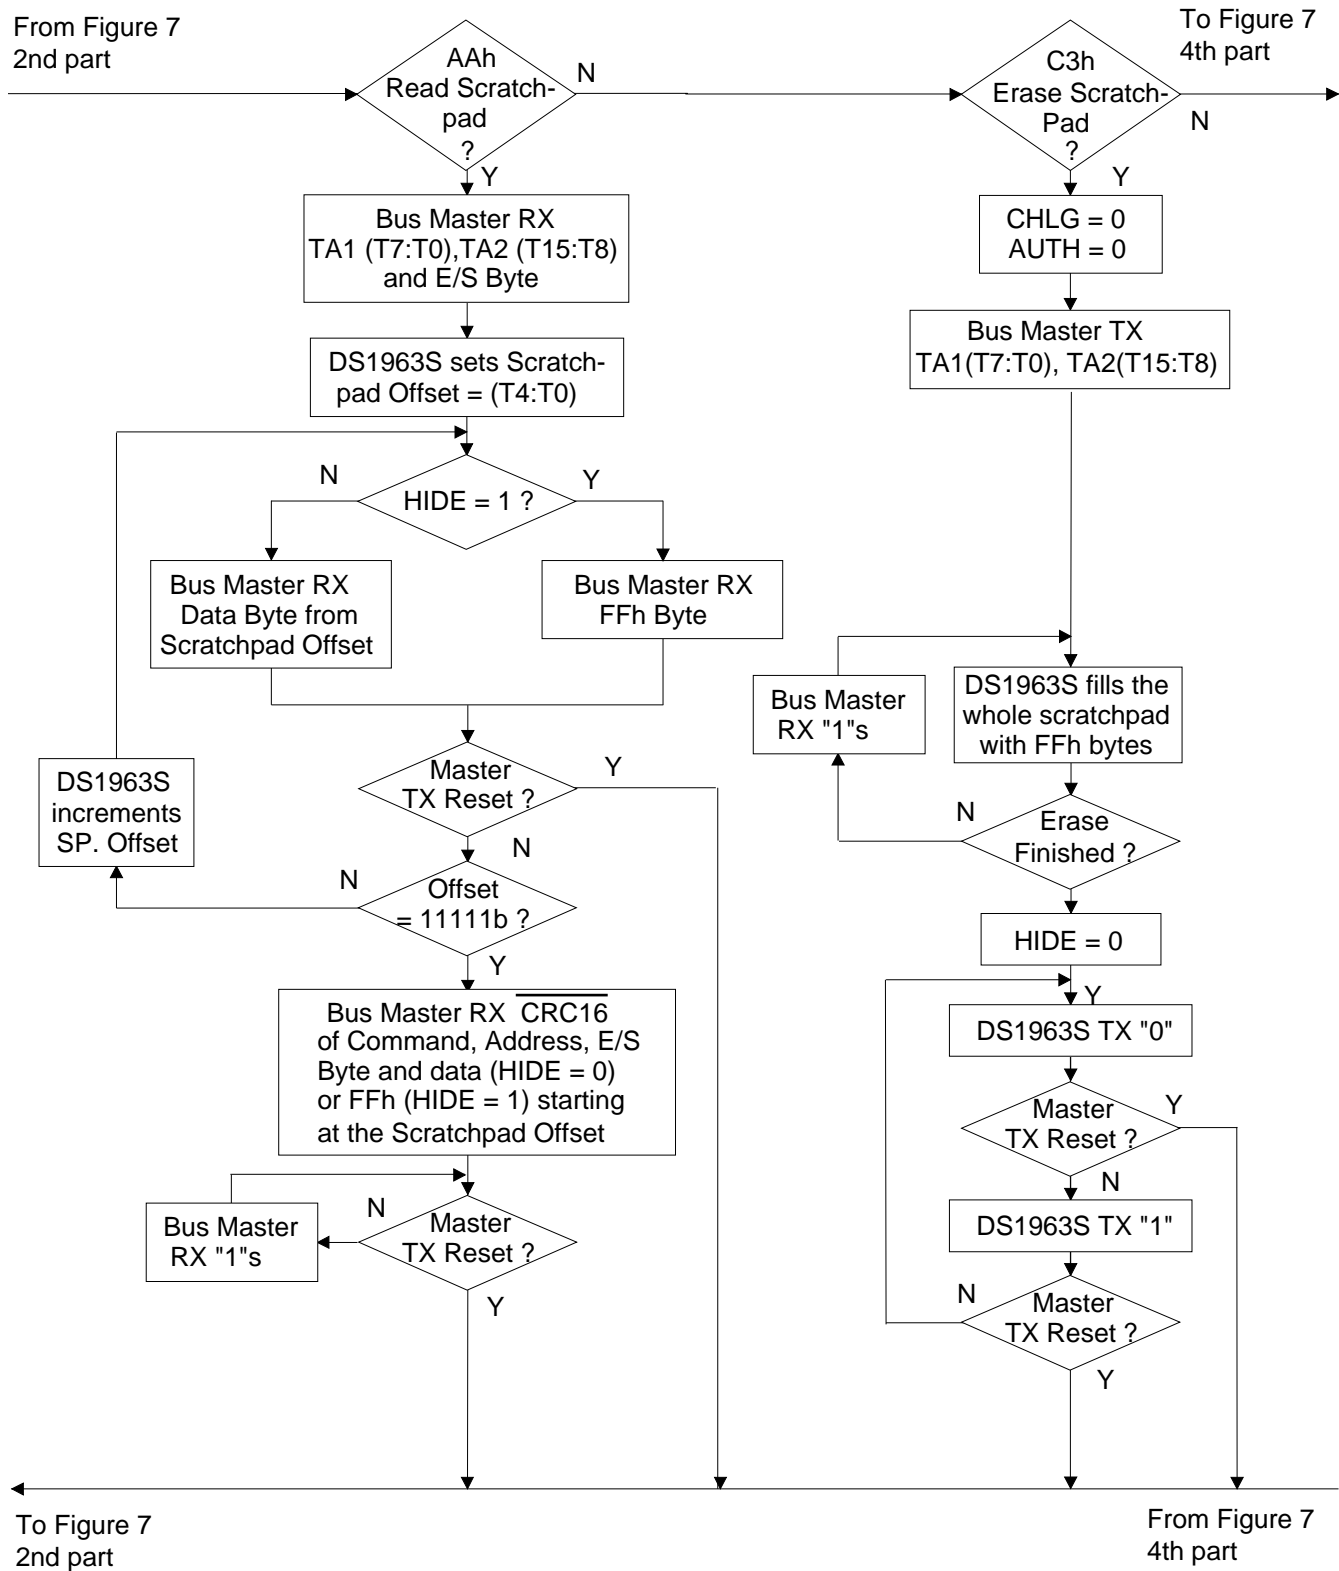 From Figure 7
2nd part
To Figure 7
4th part
AAh
Read Scratch-
pad
?
N
Y
C3h
Erase Scratch-
Pad
?
N
Y
Bus Master RX
TA1 (T7:T0),TA2 (T15:T8)
and E/S Byte
DS1963S sets Scratch-
pad Offset = (T4:T0)
HIDE = 1 ?
N
Y
Bus Master RX
Data Byte from
Scratchpad Offset
Bus Master RX
FFh Byte
Master
TX Reset ?
Y
N
DS1963S
increments
SP. Offset
Offset
= 11111b ?
N
Y
Bus Master RX CRC16
of Command, Address, E/S
Byte and data (HIDE = 0)
or FFh (HIDE = 1) starting
at the Scratchpad Offset
Master
TX Reset ?
N
Y
Bus Master
RX "1"s
CHLG = 0
AUTH = 0
Bus Master TX
TA1(T7:T0), TA2(T15:T8)
DS1963S fills the
whole scratchpad
with FFh bytes
Bus Master
RX "1"s
Erase
Finished ?
N
HIDE = 0
Y
DS1963S TX "0"
Master
TX Reset ?
Y
N
DS1963S TX "1"
Master
TX Reset ?
N
Y
To Figure 7
2nd part
From Figure 7
4th part